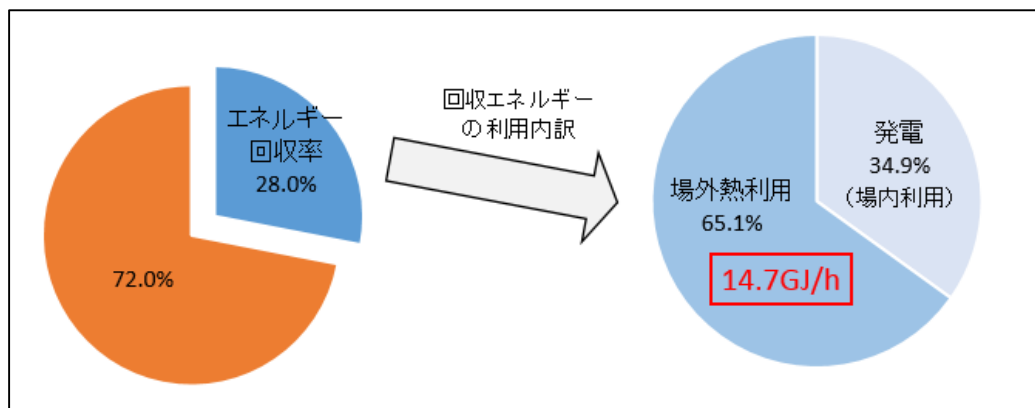 エネルギー
回収率
28.0%
72.0%
回収エネルギー
の利用内訳
発電
34.9%
(場内利用)
場外熱利用
65.1%
14.7GJ/h